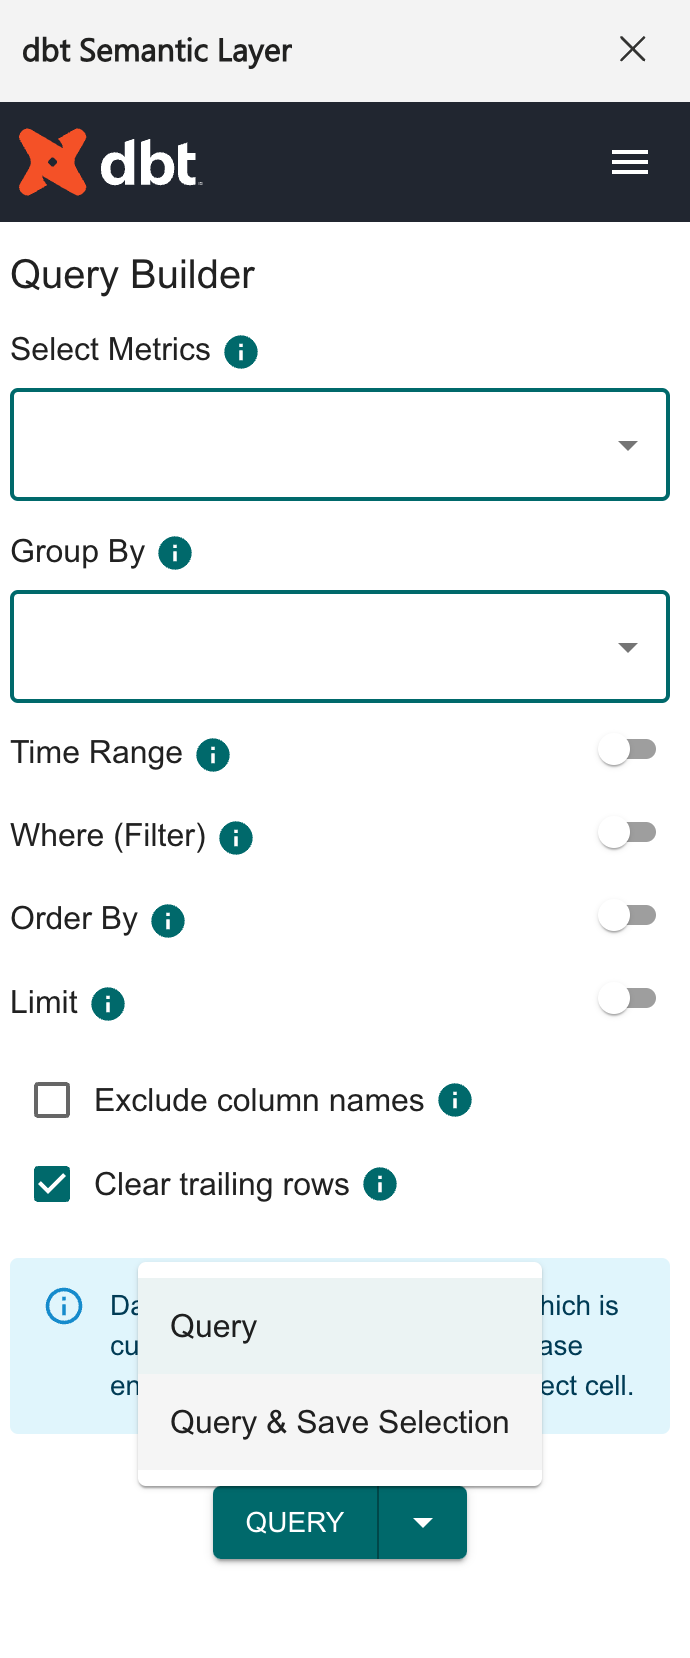 dbt Semantic Layer
dbt
Query Builder
Select Metrics
Group By
Time Range
Where (Filter)
Order By
Limit
Exclude column names
Clear trailing rows
hich is
ase
ect cell.
Query
Query & Save Selection
QUERY